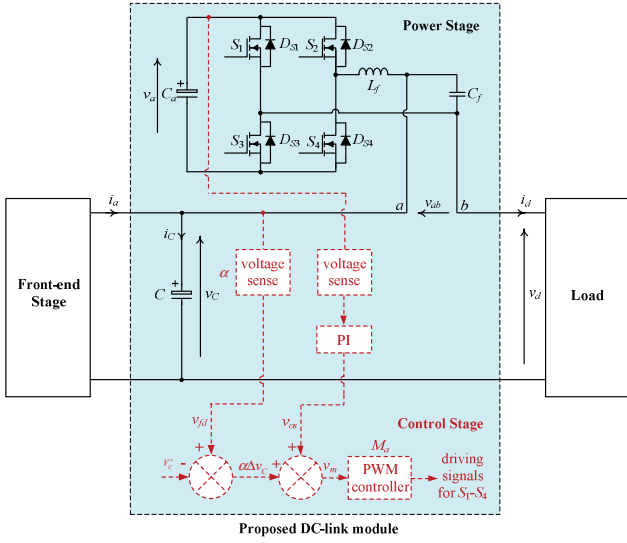 Power Stage
S1
DS1
S2
DS2
va
+
Ca
Lf
Cf
S3
DS3
S4
DS4
ia
a
vab
b
id
iC
Front-end
Stage
+
C
vC
α
voltage
sense
voltage
sense
vd
Load
PI
vfd
vos
Control Stage
+
-
αΔvC
+
+
vm
Ma
PWM
controller
driving
signals
for S1-S4
Proposed DC-link module